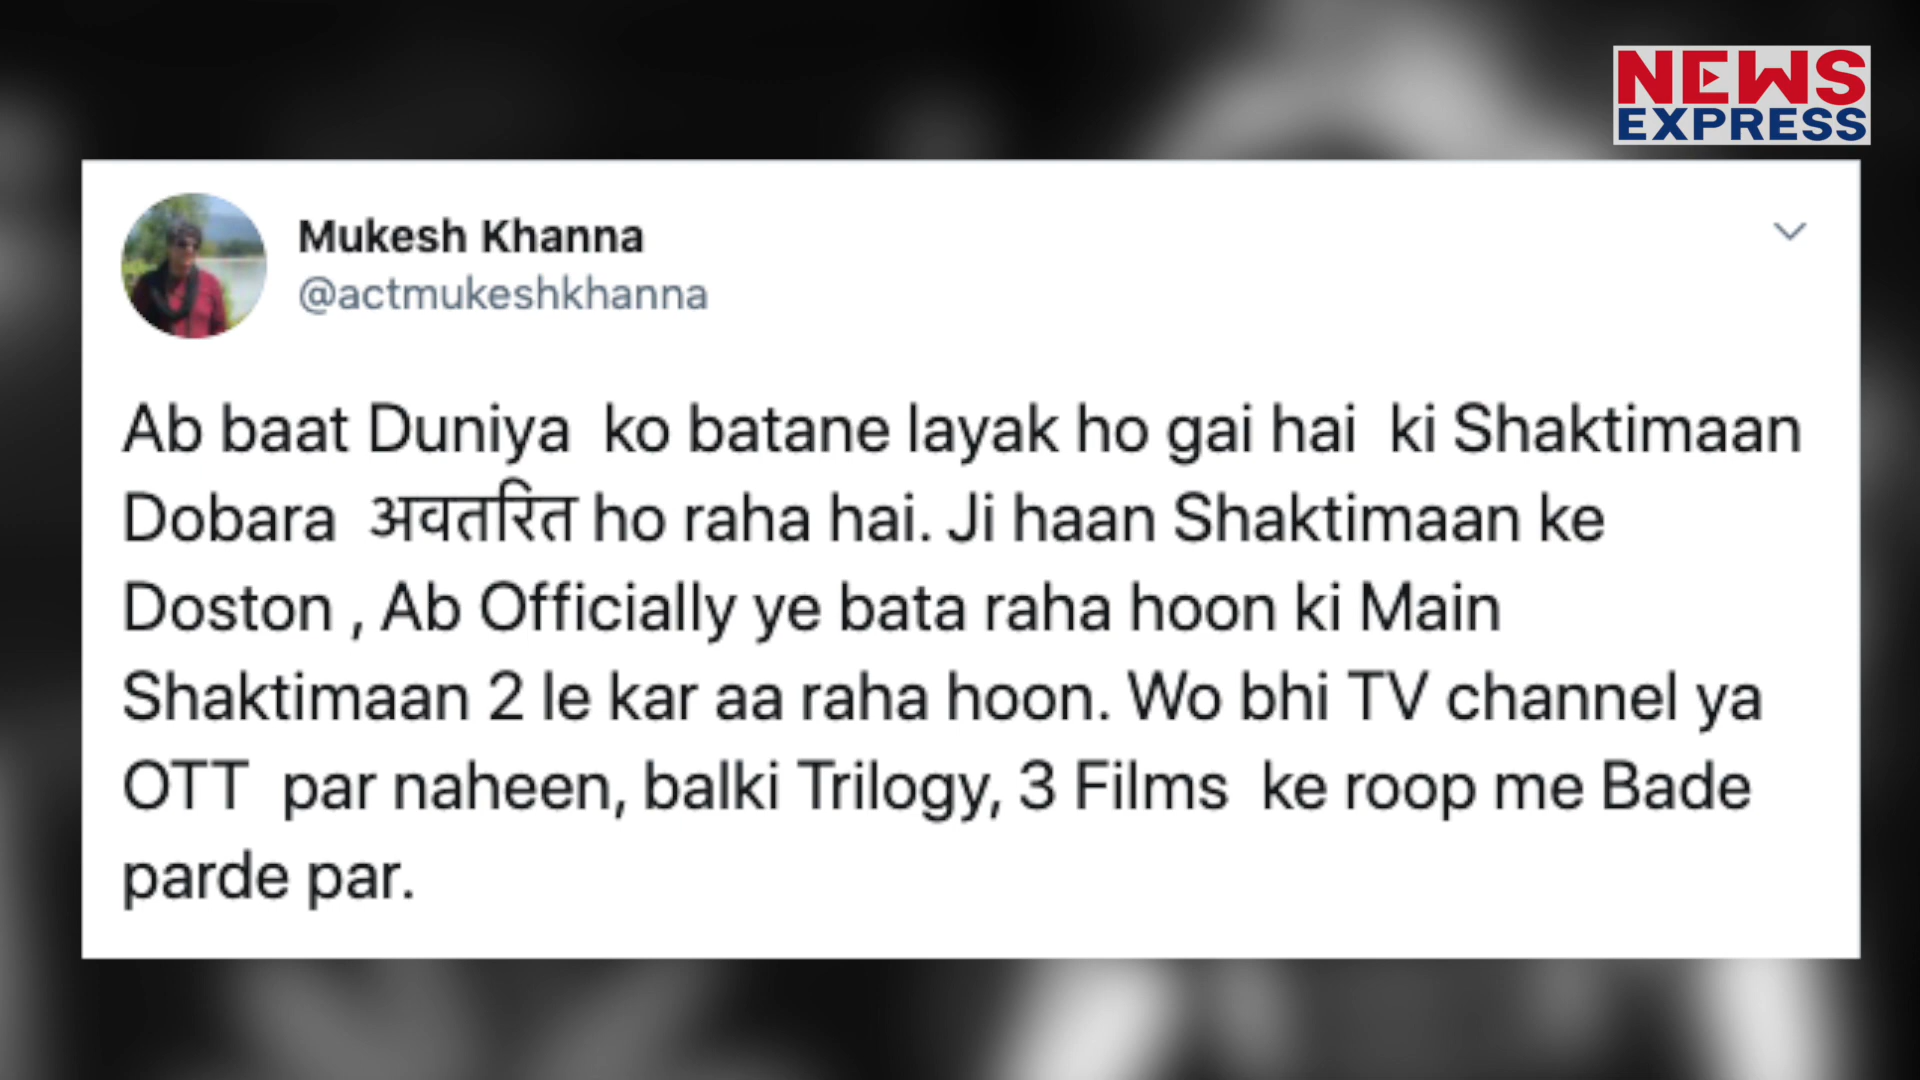 NEWS
EXPRESS
Mukesh Khanna
@actmukeshkhanna
Ab baat Duniya ko batane layak ho gai hai ki Shaktimaan
Dobara अवतरित ho raha hai. Ji haan Shaktimaan ke
Doston , Ab Officially ye bata raha hoon ki Main
Shaktimaan 2 le kar aa raha hoon. Wo bhi TV channel ya
OTT par naheen, balki Trilogy, 3 Films ke roop me Bade
parde par.